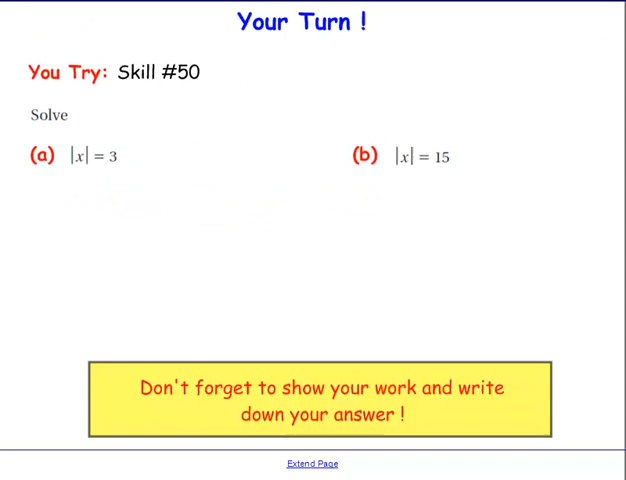 Your Turn !
You Try: Skill #50
Solve
(a) |x| = 3
(b) |x| = 15
Don't forget to show your work and write
down your answer !
Extend Page